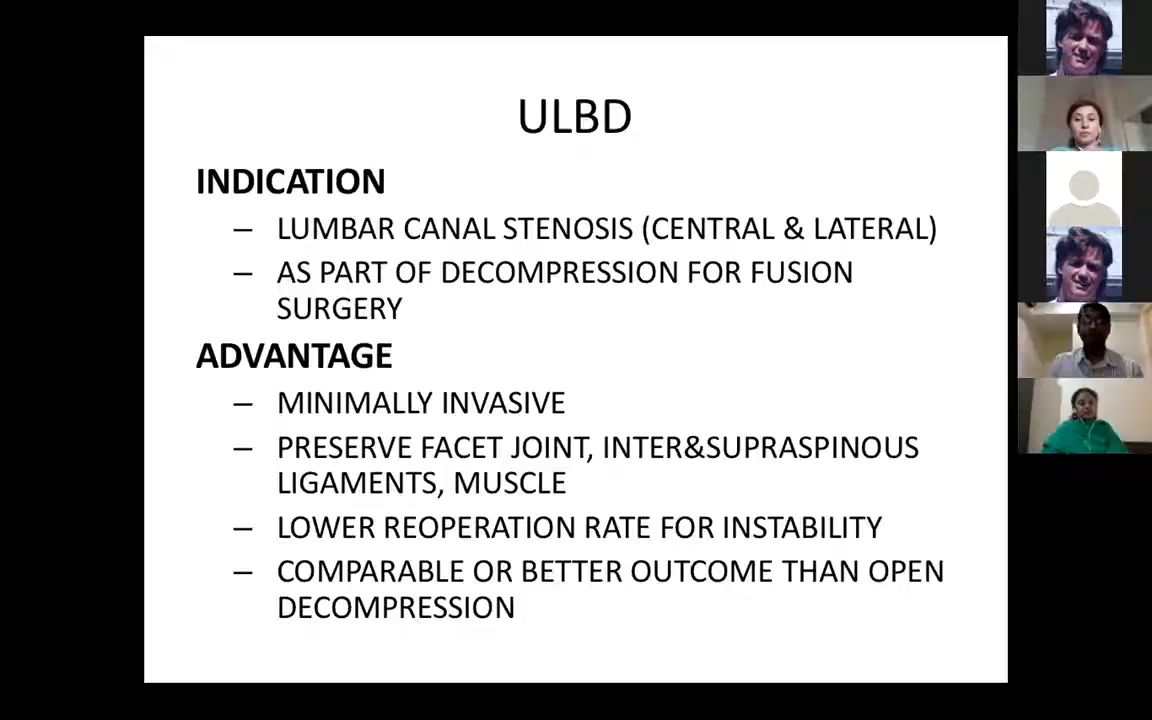 ULBD
INDICATION
– LUMBAR CANAL STENOSIS (CENTRAL & LATERAL)
– AS PART OF DECOMPRESSION FOR FUSION
SURGERY
ADVANTAGE
– MINIMALLY INVASIVE
– PRESERVE FACET JOINT, INTER&SUPRASPINOUS
LIGAMENTS, MUSCLE
– LOWER REOPERATION RATE FOR INSTABILITY
– COMPARABLE OR BETTER OUTCOME THAN OPEN
DECOMPRESSION